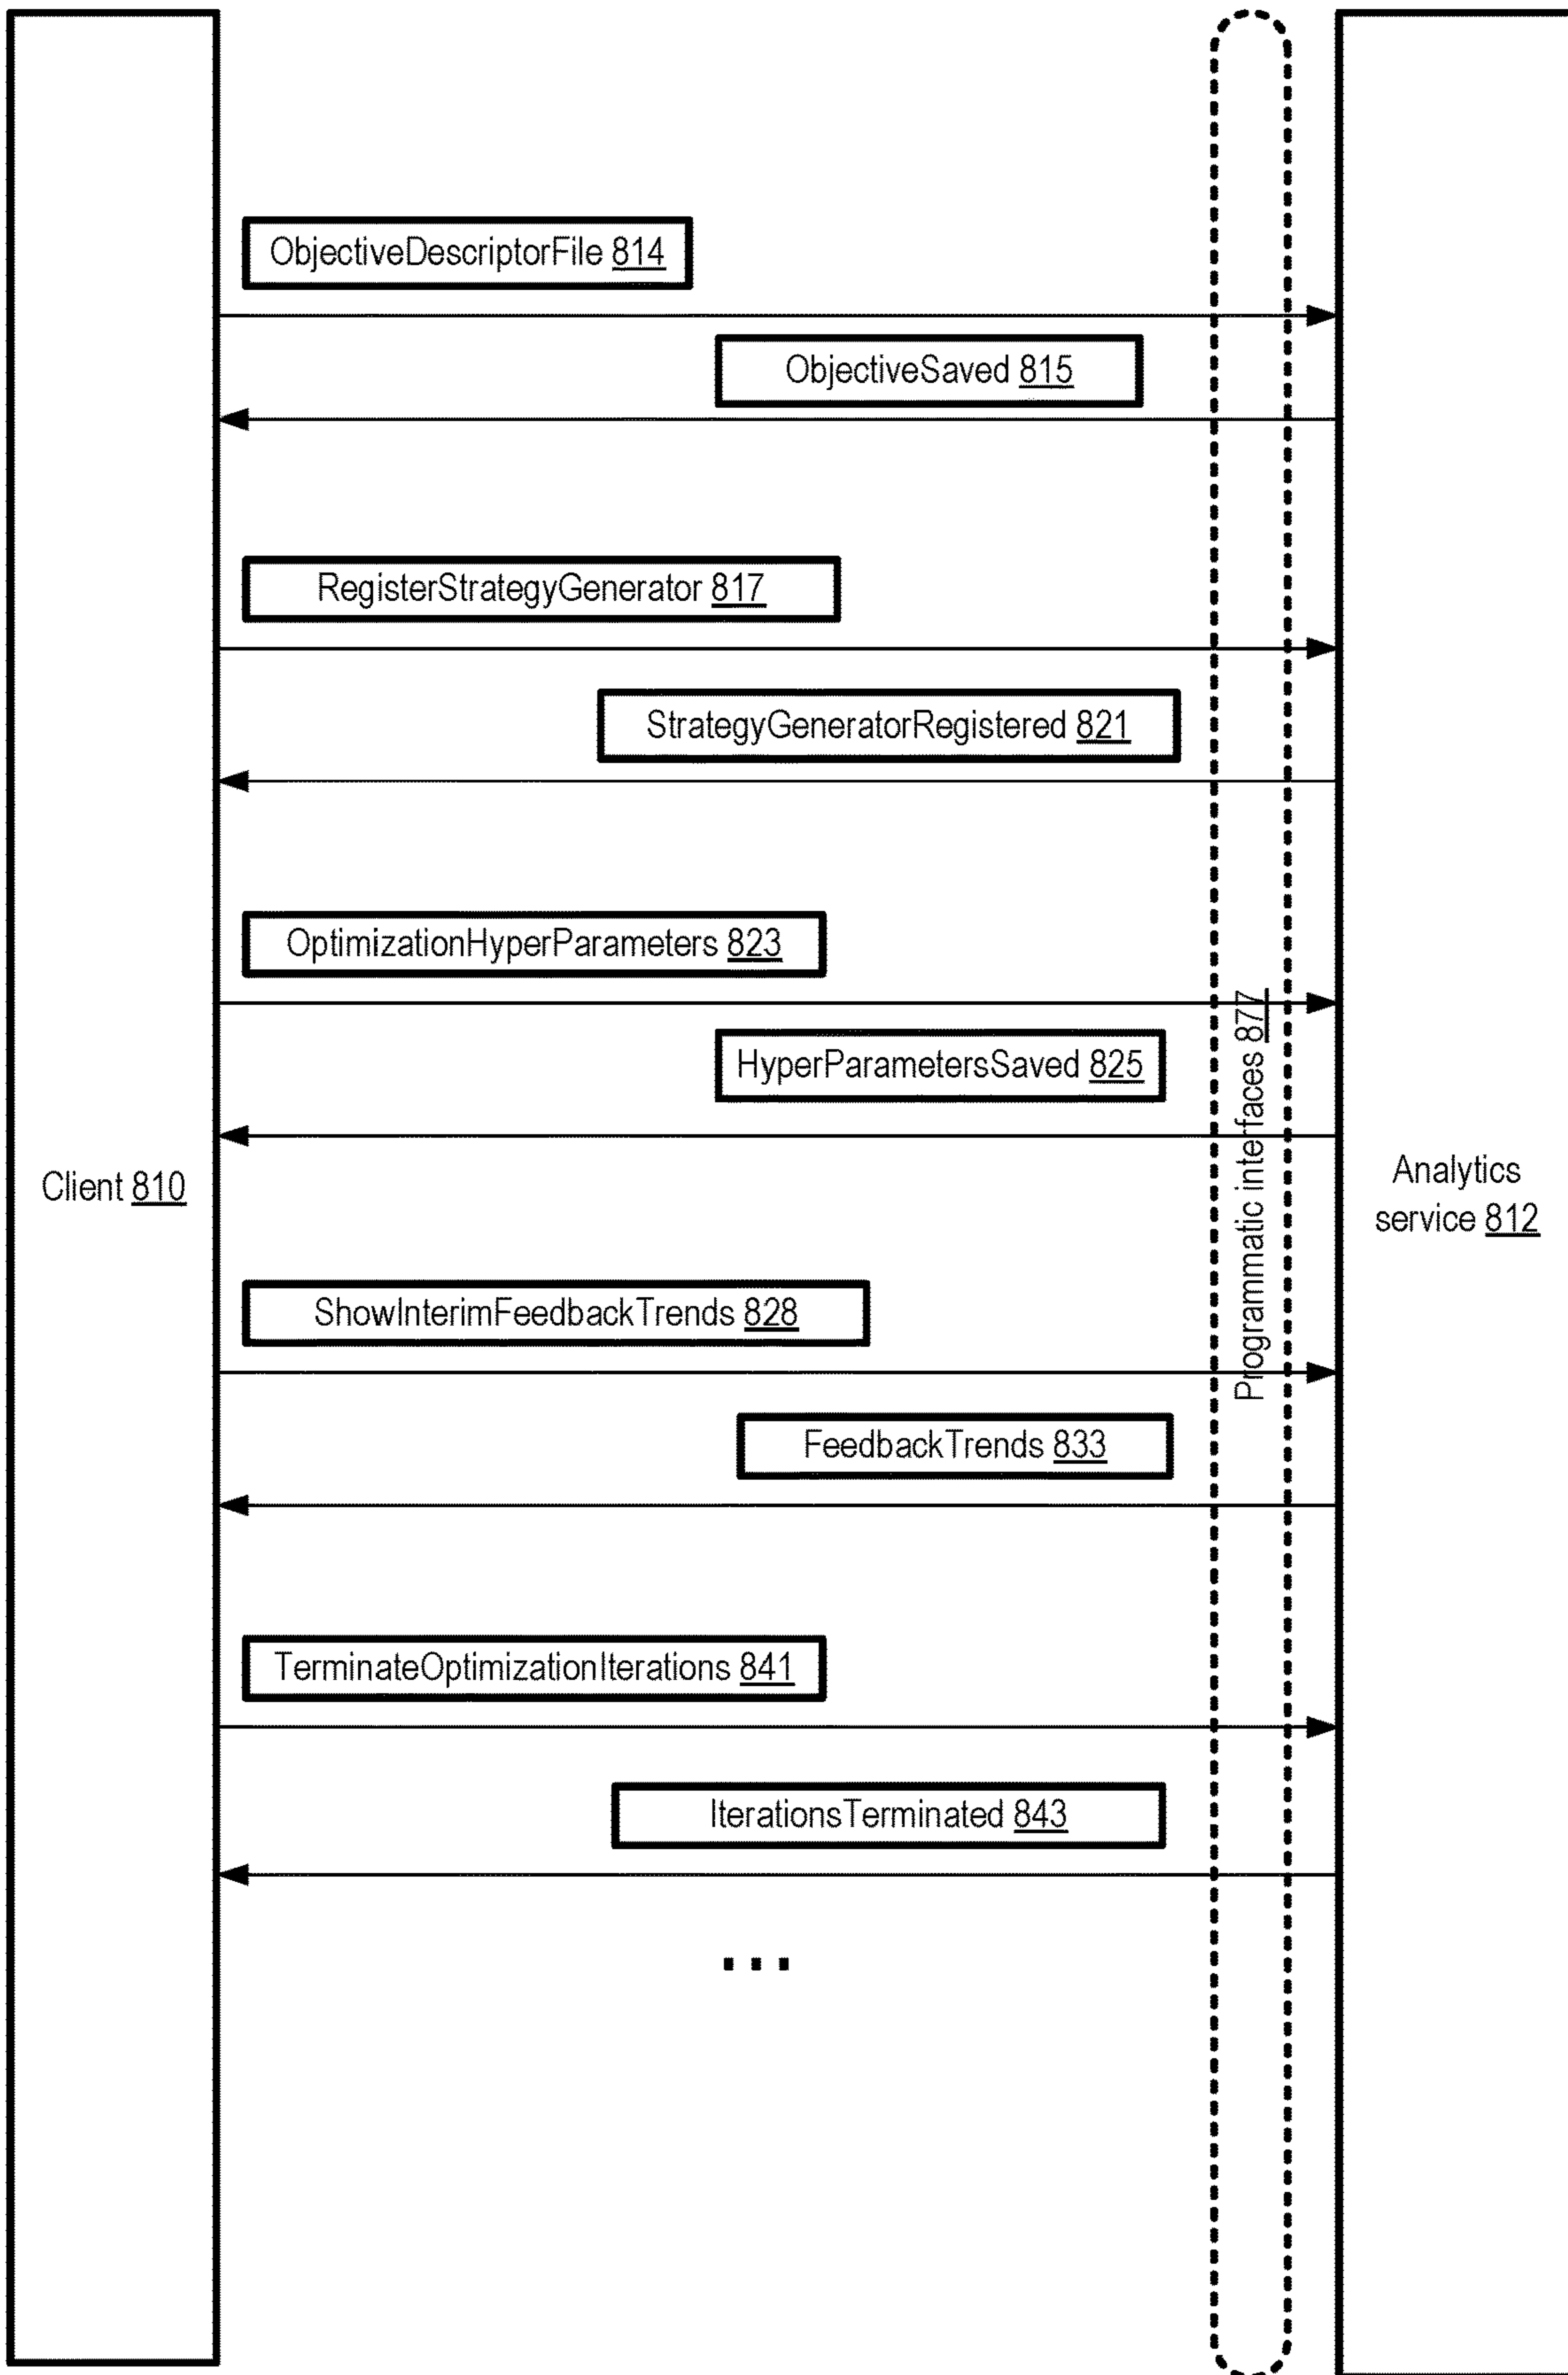 ObjectiveDescriptorFile 814
ObjectiveSaved 815
RegisterStrategyGenerator 817
StrategyGeneratorRegistered 821
OptimizationHyperParameters 823
HyperParametersSaved 825
Client 810
Programmatic interfaces 877
Analytics
service 812
ShowInterimFeedbackTrends 828
FeedbackTrends 833
TerminateOptimizationIterations 841
IterationsTerminated 843
...